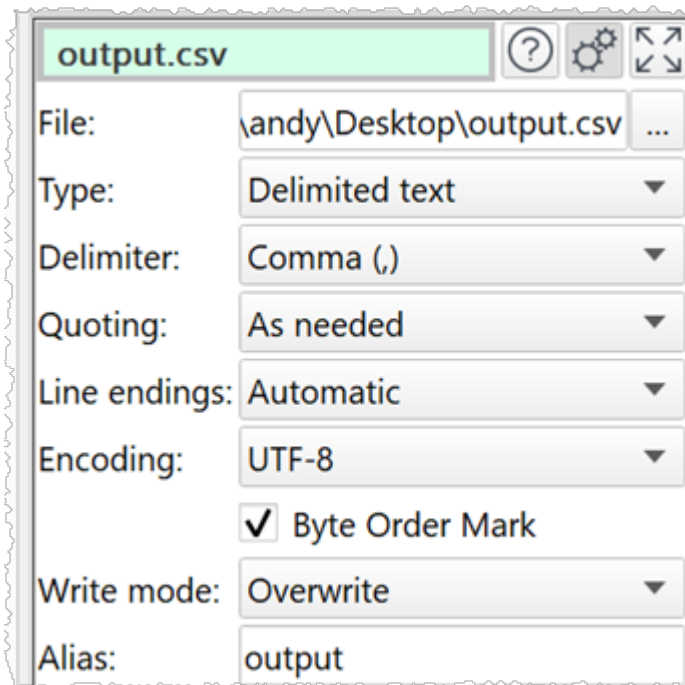 output.csv
File: \andy\Desktop\output.csv ...
Type: Delimited text
Delimiter: Comma (,)
Quoting: As needed
Line endings: Automatic
Encoding: UTF-8
Byte Order Mark
Write mode: Overwrite
Alias: output